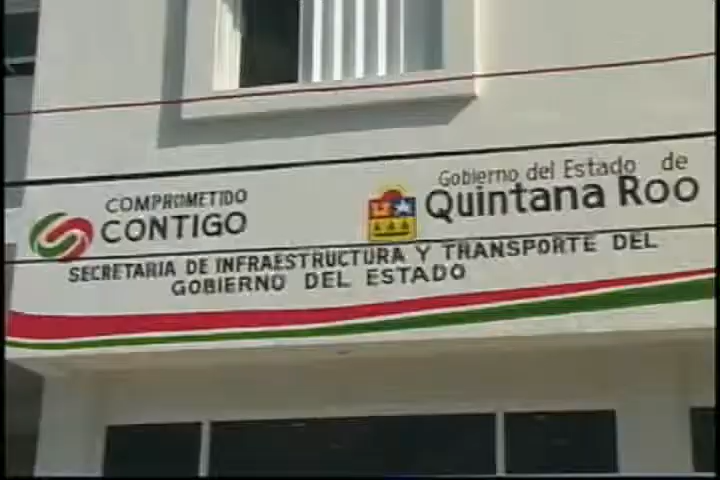 COMPROMETIDO
CONTIGO
Gobierno del Estado de
Quintana Roo
SECRETARIA DE INFRAESTRUCTURA Y TRANSPORTE DEL
GOBIERNO DEL ESTADO